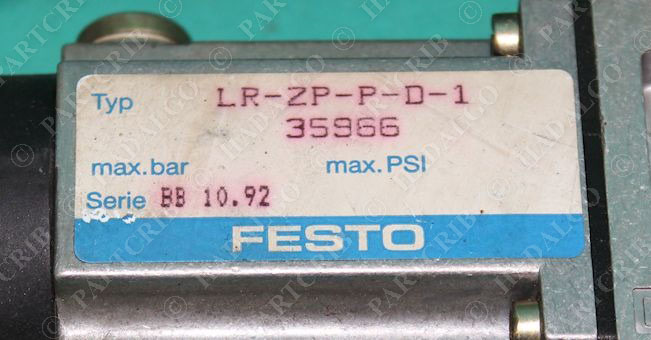 Typ LR-ZP-P-D-1
35966
max.bar max.PSI
Serie BB 10.92
FESTO